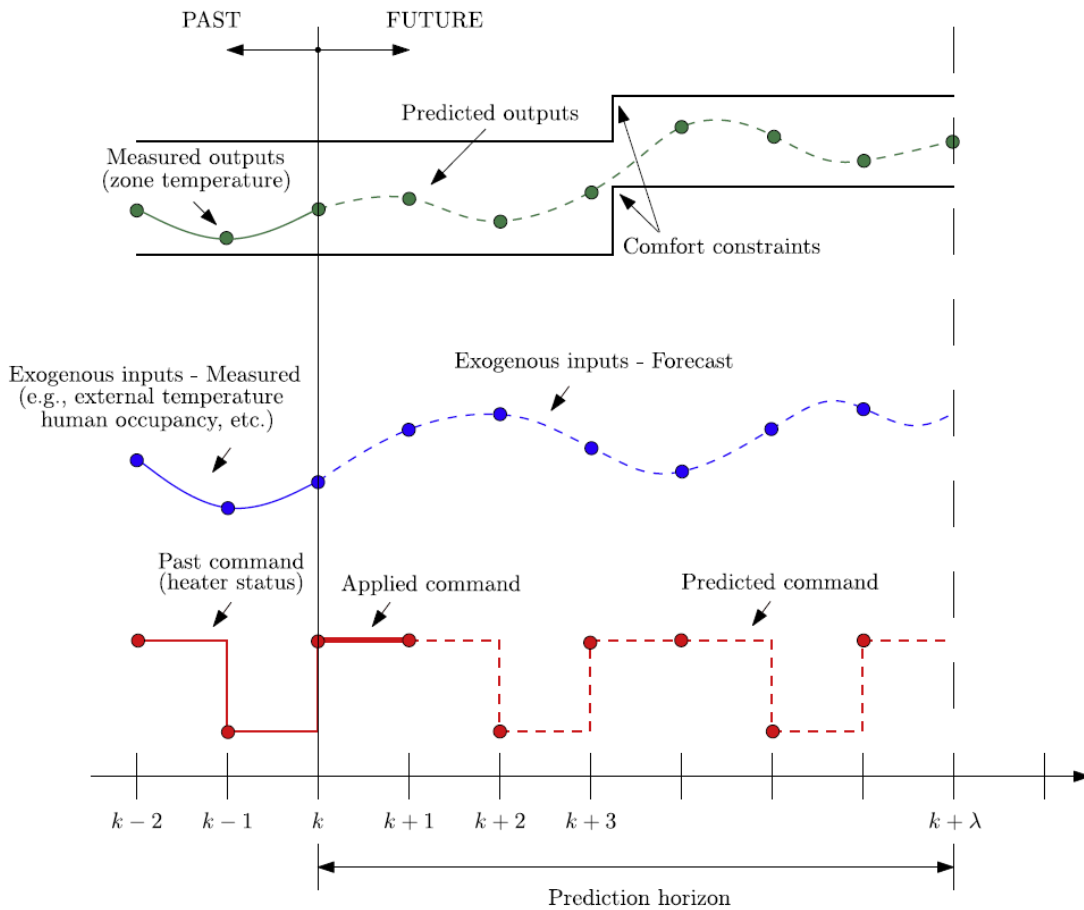 PAST
FUTURE
Predicted outputs
Measured outputs
(zone temperature)
Comfort constraints
Exogenous inputs - Forecast
Exogenous inputs - Measured
(e.g., external temperature
human occupancy, etc.)
Past command
(heater status)
Applied command
Predicted command
k − 2
k − 1
k
k + 1
k + 2
k + 3
k + λ
Prediction horizon